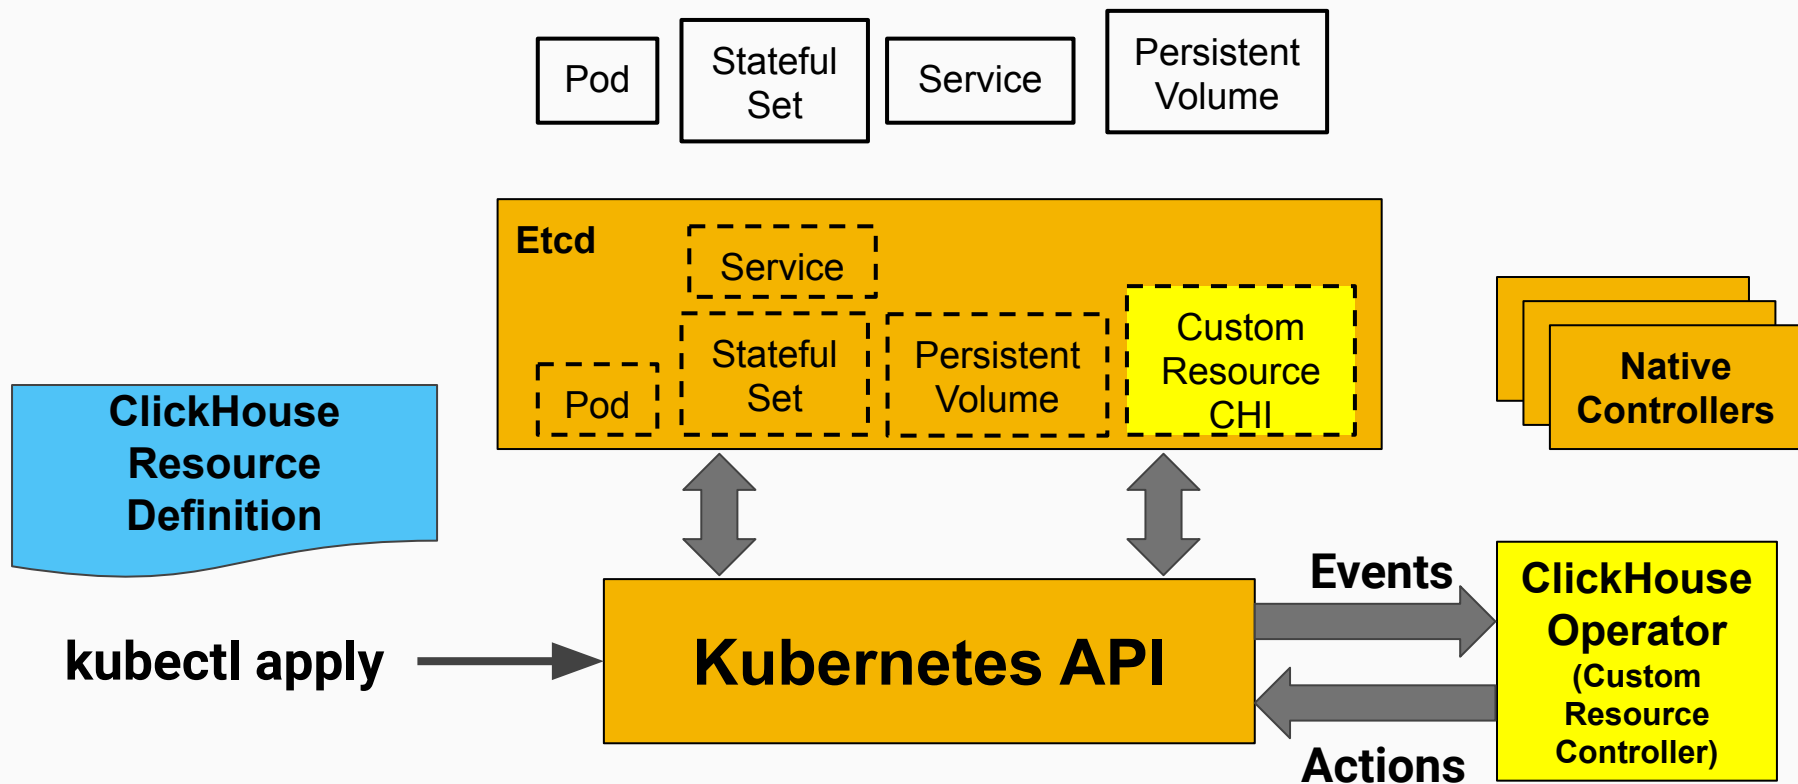 Pod
Stateful
Set
Service
Persistent
Volume
Etcd
Service
Pod
Stateful
Set
Persistent
Volume
Custom
Resource
CHI
Native
Controllers
ClickHouse
Resource
Definition
kubectl apply
Kubernetes API
Events
Actions
ClickHouse
Operator
(Custom
Resource
Controller)